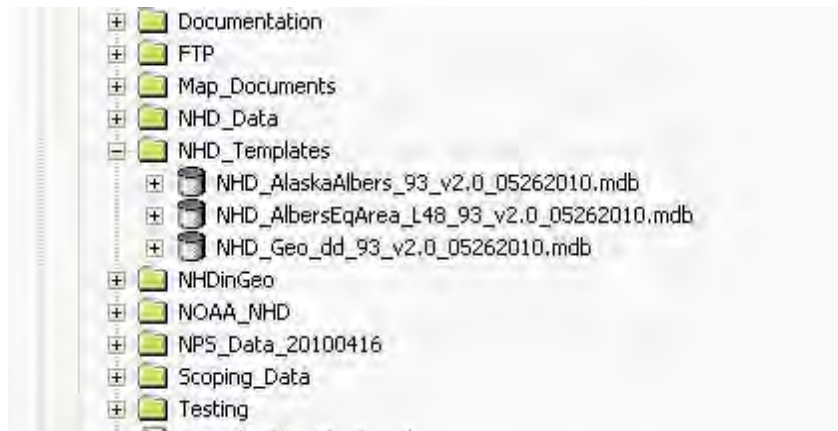 Documentation
FTP
Map_Documents
NHD_Data
NHD_Templates
NHD_AlaskaAlbers_93_v2.0_05262010.mdb
NHD_AlbersEqArea_L48_93_v2.0_05262010.mdb
NHD_Geo_dd_93_v2.0_05262010.mdb
NHDinGeo
NOAA_NHD
NPS_Data_20100416
Scoping_Data
Testing